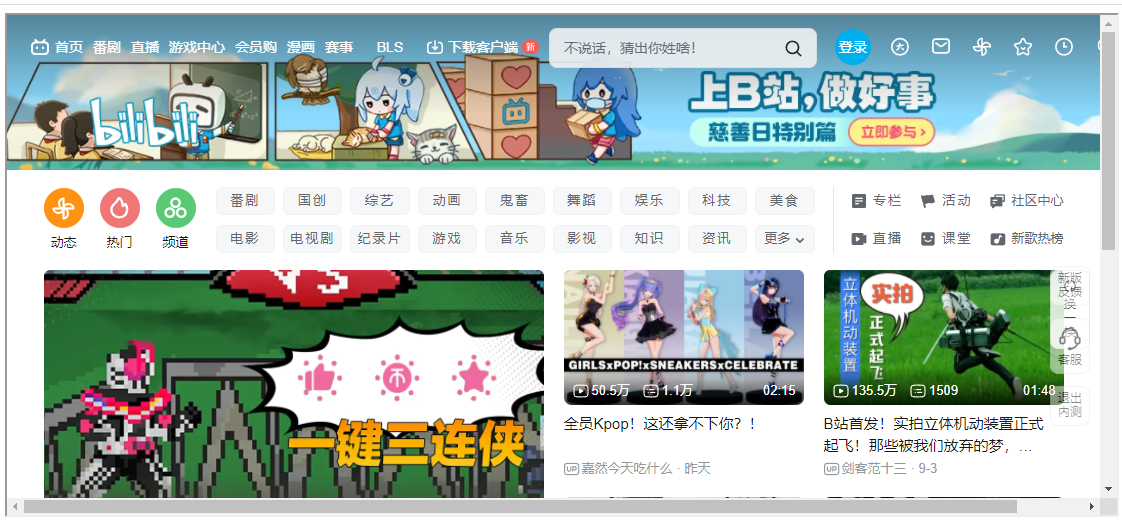 首页 番剧 直播 游戏中心 会员购 漫画 赛事 BLS 下载客户端 新
不说话，猜出你姓啥！
登录
bilibili
上B站，做好事
慈善日特别篇 立即参与 >
番剧 国创 综艺 动画 鬼畜 舞蹈 娱乐 科技 美食
专栏 活动 社区中心
动态 热门 频道
电影 电视剧 纪录片 游戏 音乐 影视 知识 资讯 更多
直播 课堂 新歌热榜
VS
一键三连侠
GIRLSxPOP!xSNEAKERSxCELEBRATE
50.5万 1.1万 02:15
全员Kpop！这还拿不下你？！
UP 嘉然今天吃什么 · 昨天
立体机动装置
实拍
正式起飞
135.5万 1509 01:48
B站首发！实拍立体机动装置正式
起飞！那些被我们放弃的梦，…
UP 剑客范十三 · 9-3
新版
反馈
换
客服
退出
内测